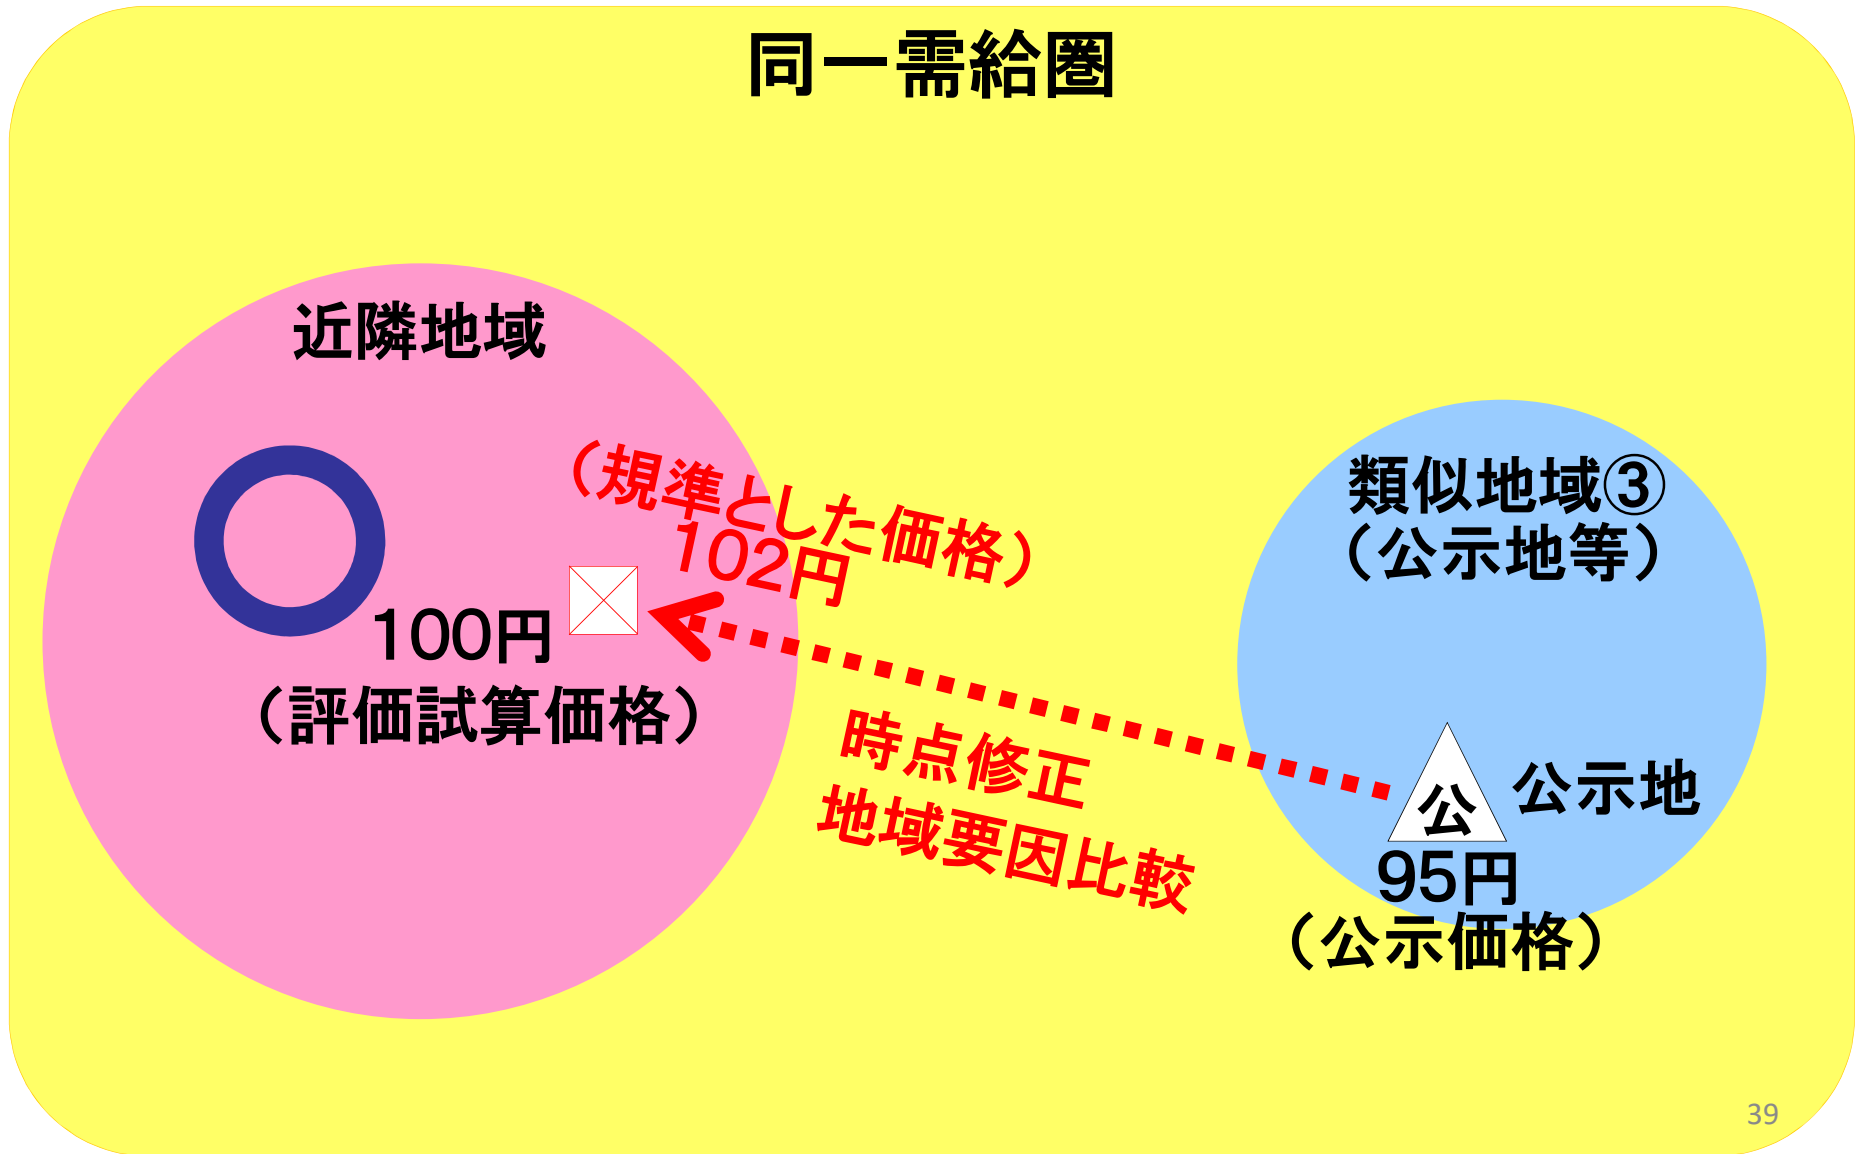 同一需給圏
近隣地域
（規準とした価格）
102円
100円
（評価試算価格）
類似地域③
（公示地等）
時点修正
地域要因比較
公
公示地
95円
（公示価格）
39